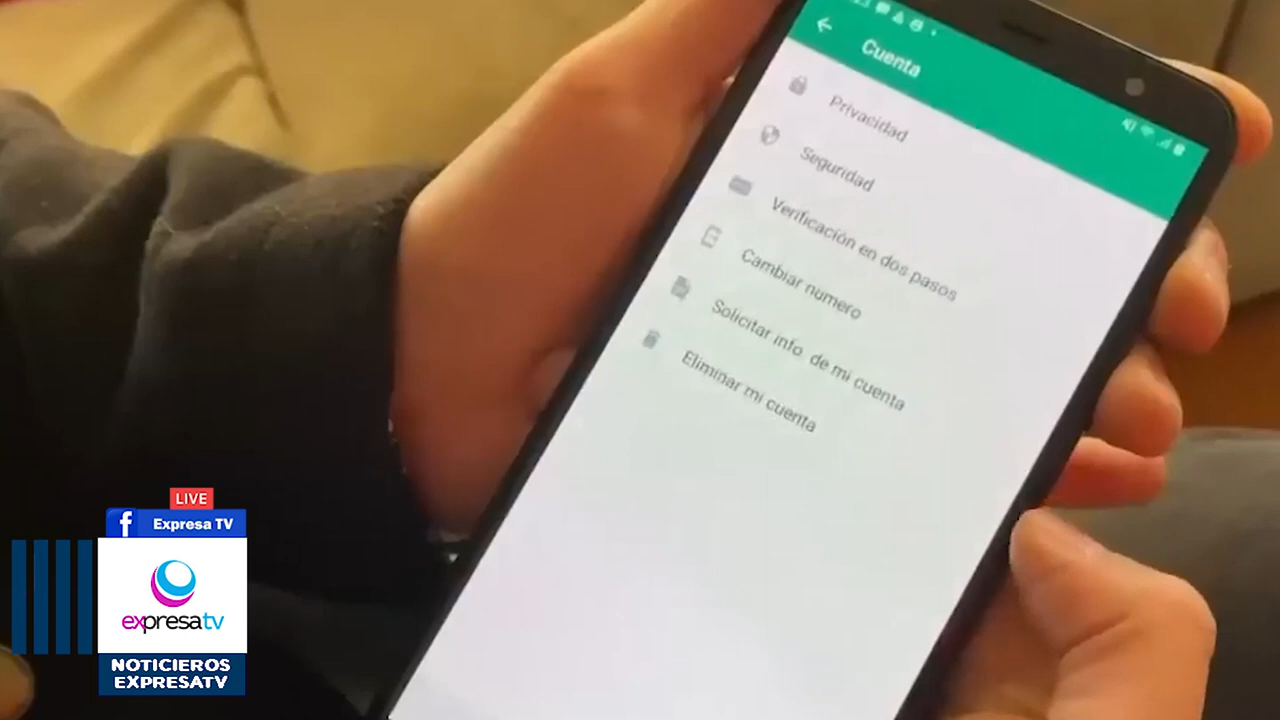 Cuenta
Privacidad
Seguridad
Verificación en dos pasos
Cambiar numero
Solicitar info. de mi cuenta
Eliminar mi cuenta
LIVE
f Expresa TV
expresatv
NOTICIEROS
EXPRESATV